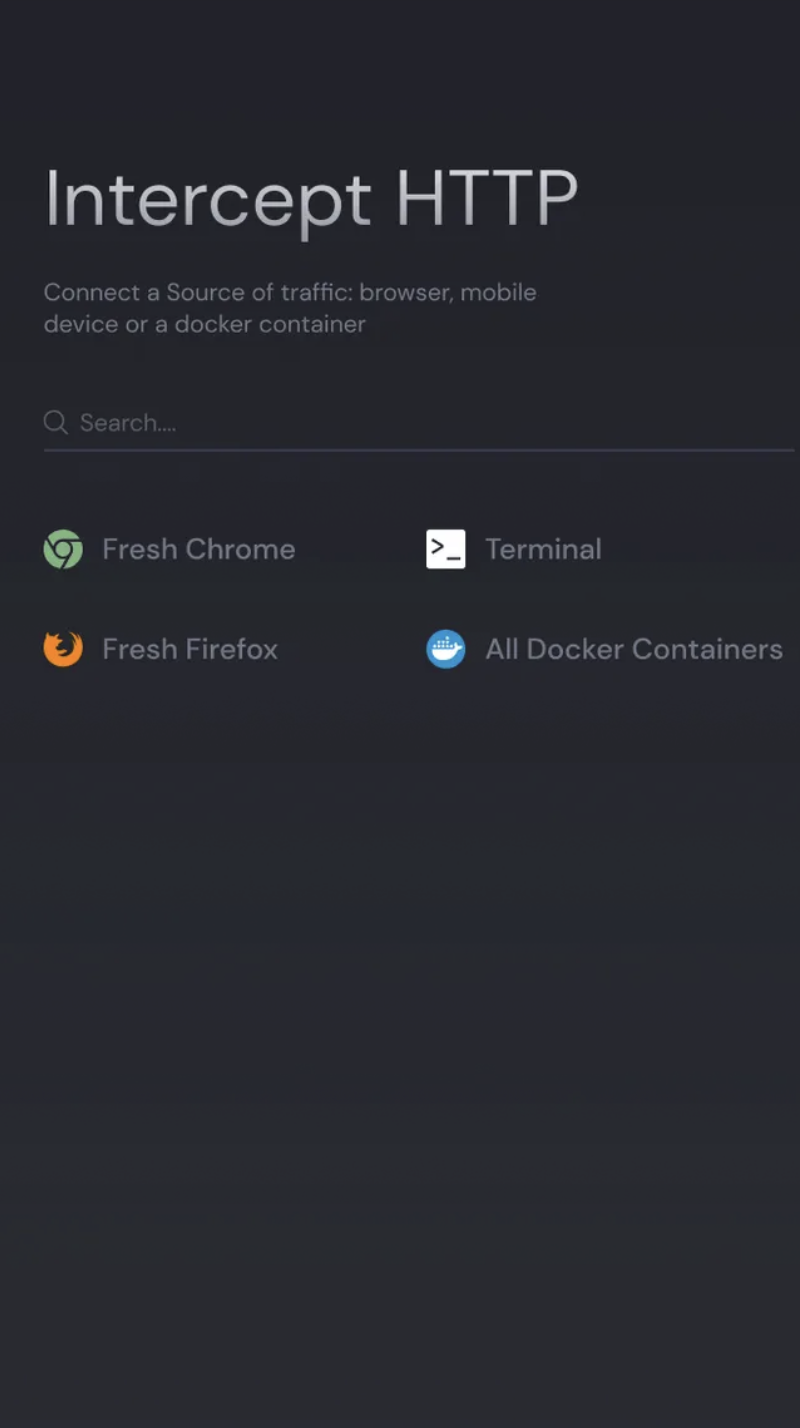 Intercept HTTP
Connect a Source of traffic: browser, mobile
device or a docker container
Search....
Fresh Chrome
Terminal
Fresh Firefox
All Docker Containers